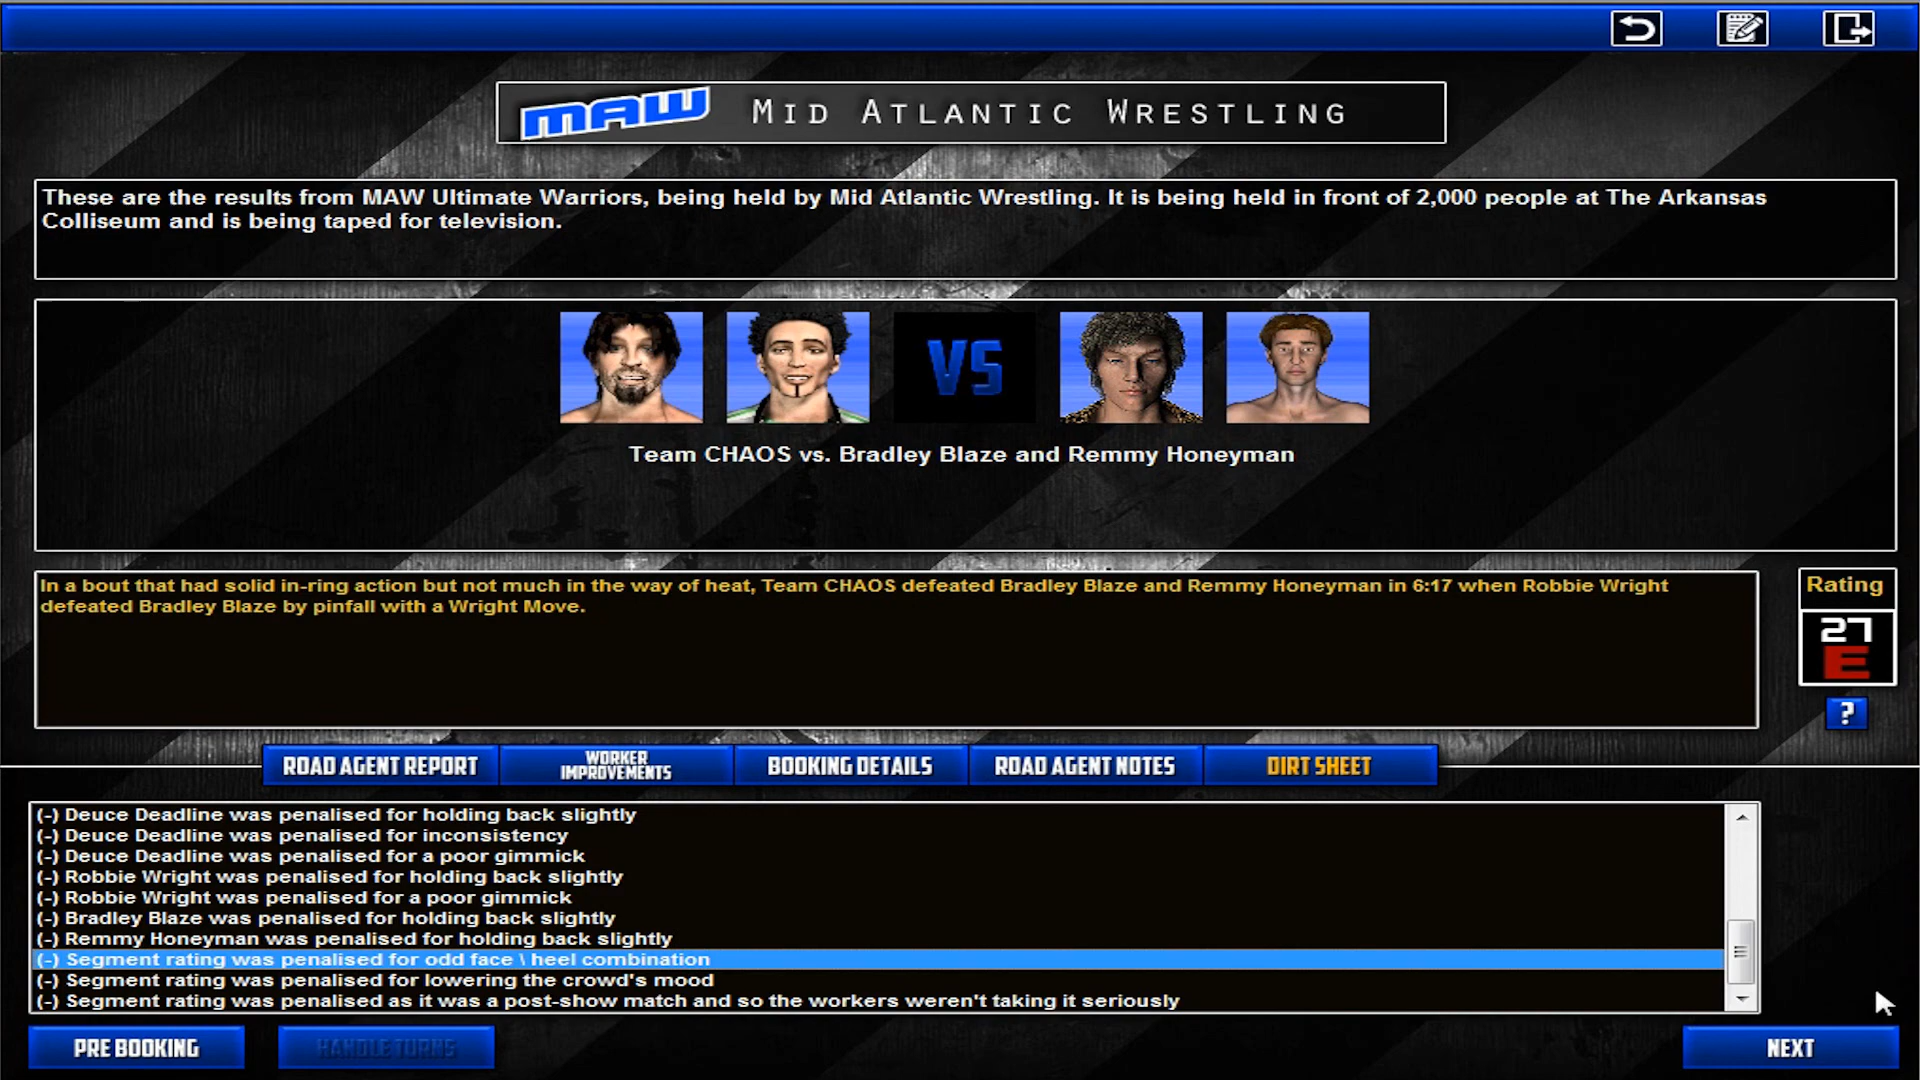 MAW MID ATLANTIC WRESTLING
These are the results from MAW Ultimate Warriors, being held by Mid Atlantic Wrestling. It is being held in front of 2,000 people at The Arkansas
Colliseum and is being taped for television.
VS
Team CHAOS vs. Bradley Blaze and Remmy Honeyman
In a bout that had solid in-ring action but not much in the way of heat, Team CHAOS defeated Bradley Blaze and Remmy Honeyman in 6:17 when Robbie Wright
defeated Bradley Blaze by pinfall with a Wright Move.
Rating
27
E
?
ROAD AGENT REPORT
WORKER
IMPROVEMENTS
BOOKING DETAILS
ROAD AGENT NOTES
DIRT SHEET
(-) Deuce Deadline was penalised for holding back slightly
(-) Deuce Deadline was penalised for inconsistency
(-) Deuce Deadline was penalised for a poor gimmick
(-) Robbie Wright was penalised for holding back slightly
(-) Robbie Wright was penalised for a poor gimmick
(-) Bradley Blaze was penalised for holding back slightly
(-) Remmy Honeyman was penalised for holding back slightly
(-) Segment rating was penalised for odd face \ heel combination
(-) Segment rating was penalised for lowering the crowd's mood
(-) Segment rating was penalised as it was a post-show match and so the workers weren't taking it seriously
PRE BOOKING
HANDLE TURNS
NEXT